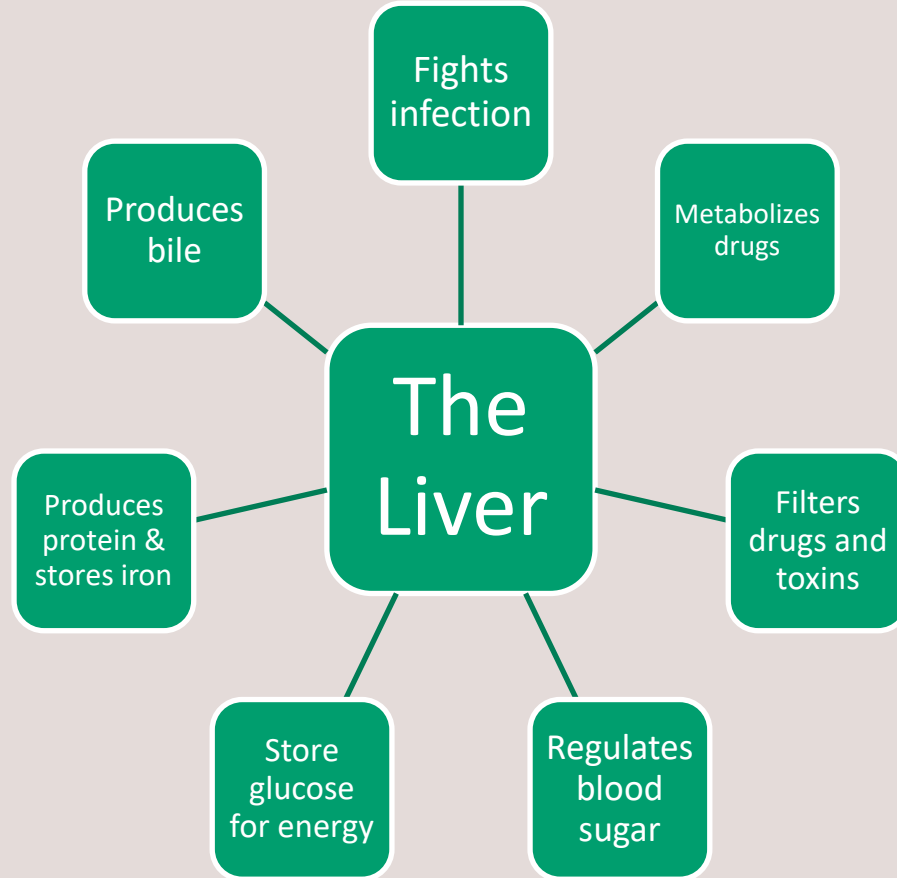 Fights
infection
Produces
bile
Metabolizes
drugs
The
Liver
Produces
protein &
stores iron
Filters
drugs and
toxins
Store
glucose
for energy
Regulates
blood
sugar